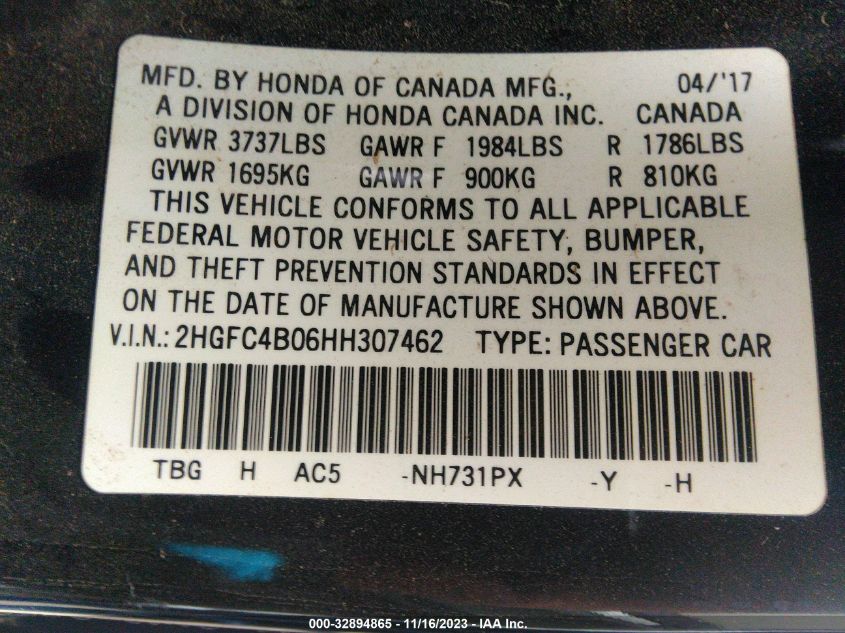 MFD. BY HONDA OF CANADA MFG., 04/'17
A DIVISION OF HONDA CANADA INC. CANADA
GVWR 3737LBS GAWR F 1984LBS R 1786LBS
GVWR 1695KG GAWR F 900KG R 810KG
THIS VEHICLE CONFORMS TO ALL APPLICABLE
FEDERAL MOTOR VEHICLE SAFETY, BUMPER,
AND THEFT PREVENTION STANDARDS IN EFFECT
ON THE DATE OF MANUFACTURE SHOWN ABOVE.
V.I.N.: 2HGFC4B06HH307462 TYPE: PASSENGER CAR
TBG H AC5 -NH731PX -Y -H
000-32894865 - 11/16/2023 - IAA Inc.